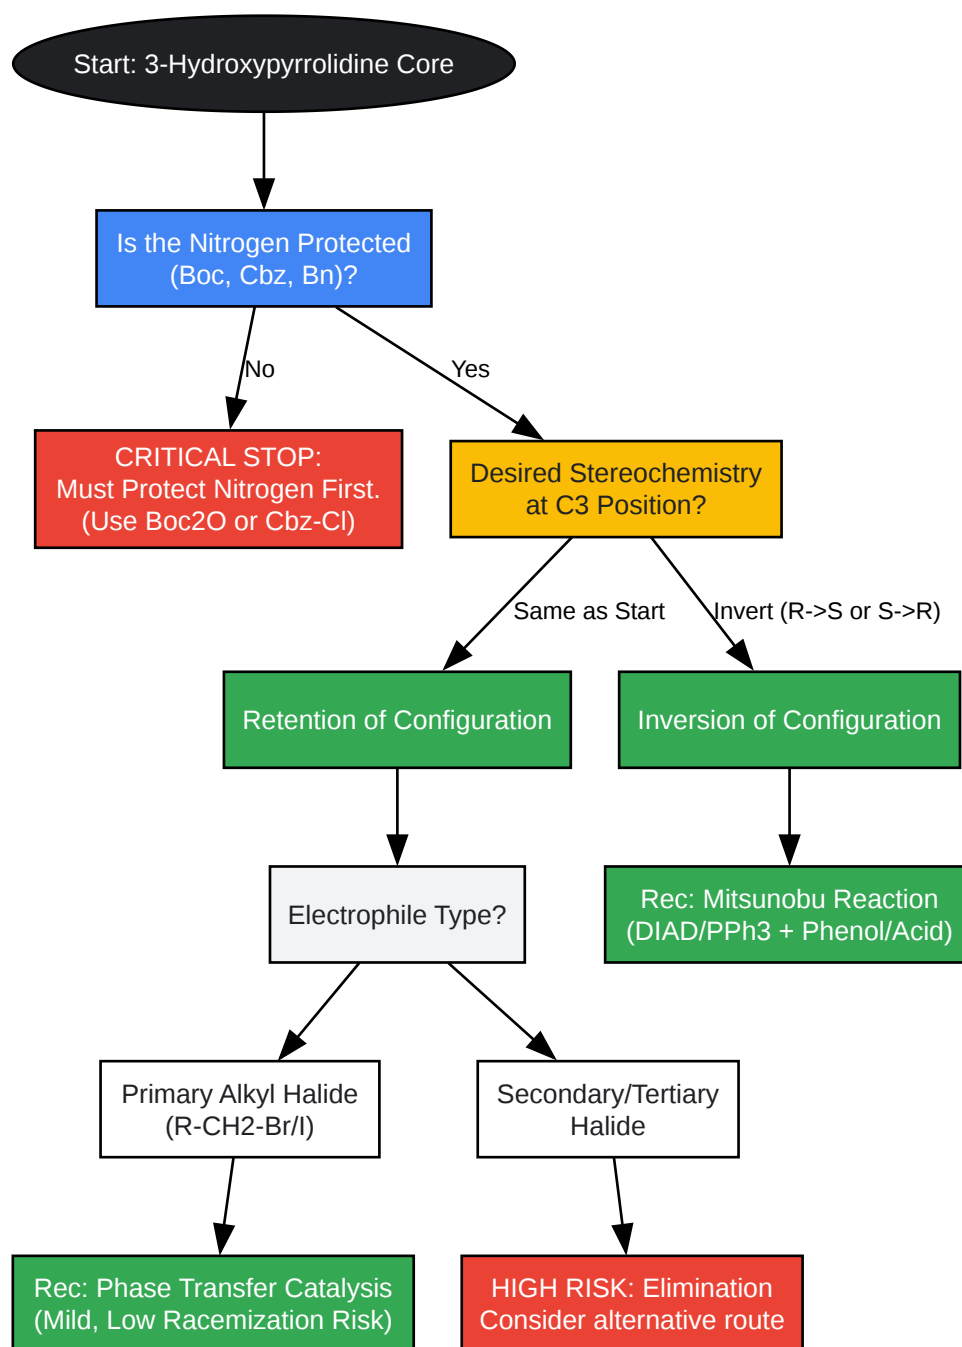 Start: 3-Hydroxypyrrolidine Core
Is the Nitrogen Protected
(Boc, Cbz, Bn)?
No
Yes
CRITICAL STOP:
Must Protect Nitrogen First.
(Use Boc2O or Cbz-Cl)
Desired Stereochemistry
at C3 Position?
Same as Start
Invert (R->S or S->R)
Retention of Configuration
Inversion of Configuration
Electrophile Type?
Rec: Mitsunobu Reaction
(DIAD/PPh3 + Phenol/Acid)
Primary Alkyl Halide
(R-CH2-Br/I)
Secondary/Tertiary
Halide
Rec: Phase Transfer Catalysis
(Mild, Low Racemization Risk)
HIGH RISK: Elimination
Consider alternative route